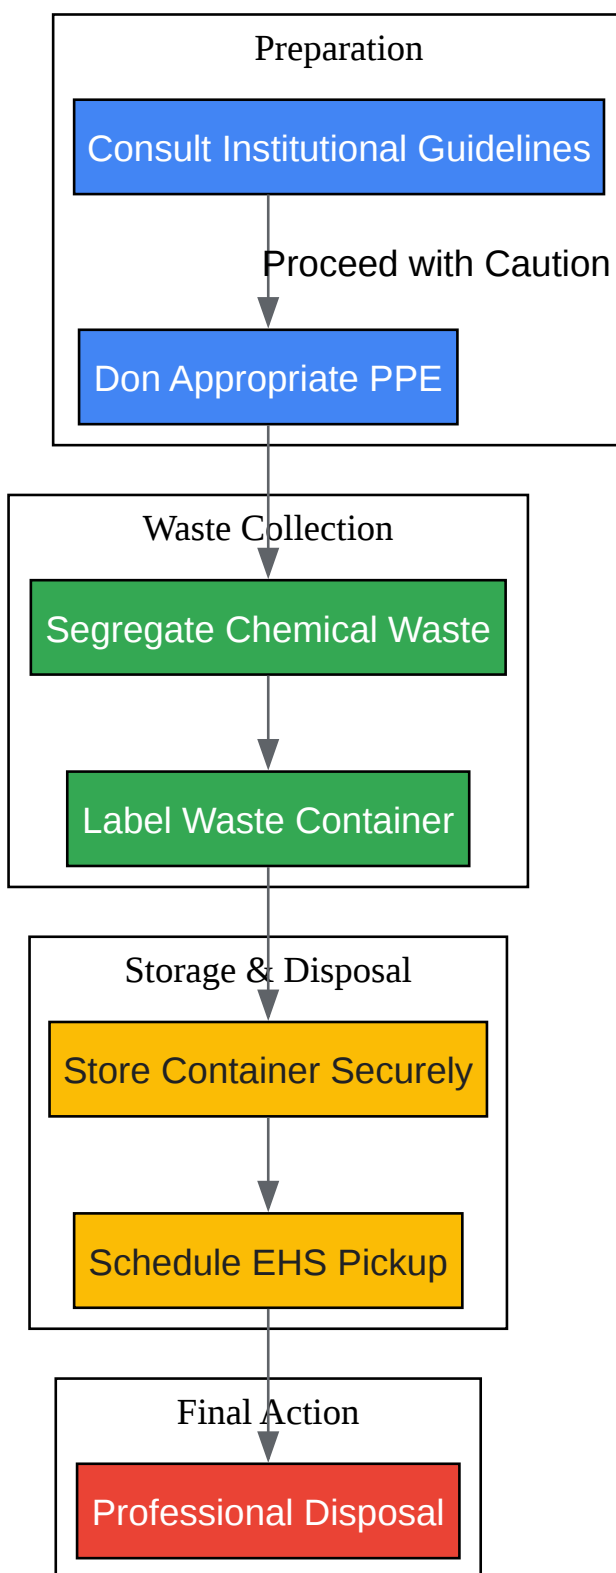 Preparation
Consult Institutional Guidelines
Proceed with Caution
Don Appropriate PPE
Waste Collection
Segregate Chemical Waste
Label Waste Container
Storage & Disposal
Store Container Securely
Schedule EHS Pickup
Final Action
Professional Disposal